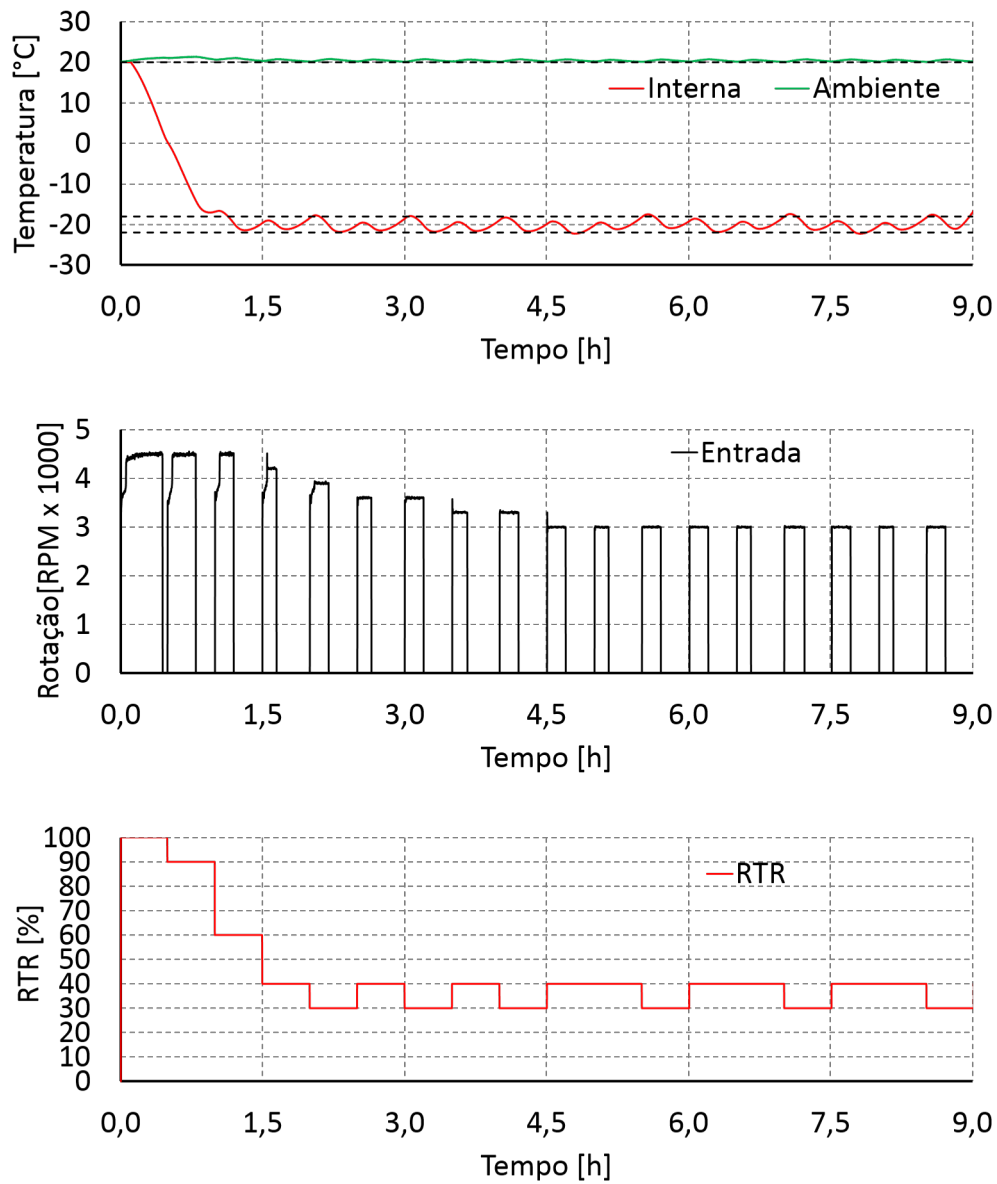 30
20
10
0
-10
-20
-30
Temperatura [°C]
Interna
Ambiente
0,0 1,5 3,0 4,5 6,0 7,5 9,0
Tempo [h]
5
4
3
2
1
0
Rotação[RPM x 1000]
Entrada
0,0 1,5 3,0 4,5 6,0 7,5 9,0
Tempo [h]
100
90
80
70
60
50
40
30
20
10
0
RTR [%]
RTR
0,0 1,5 3,0 4,5 6,0 7,5 9,0
Tempo [h]